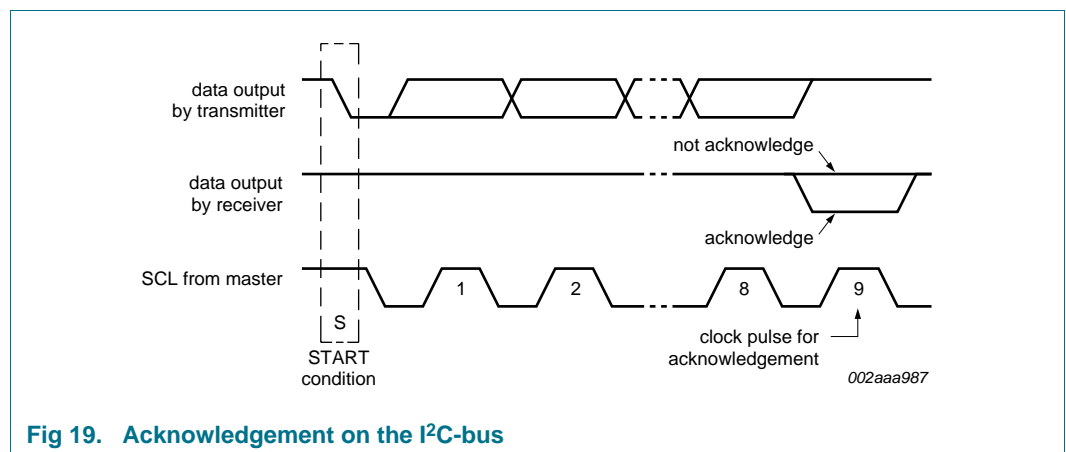 data output
by transmitter
not acknowledge
data output
by receiver
acknowledge
SCL from master
1
2
8
9
S
START
condition
clock pulse for
acknowledgement
002aaa987
Fig 19. Acknowledgement on the I²C-bus